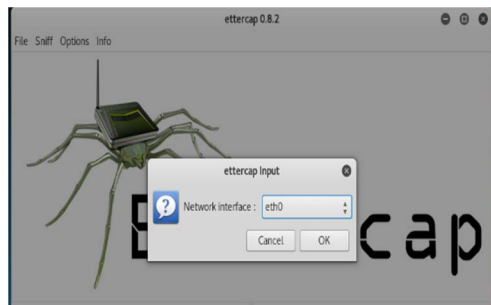 ettercap 0.8.2
File Sniff Options Info
ettercap Input
Network interface : eth0
Cancel OK
E cap